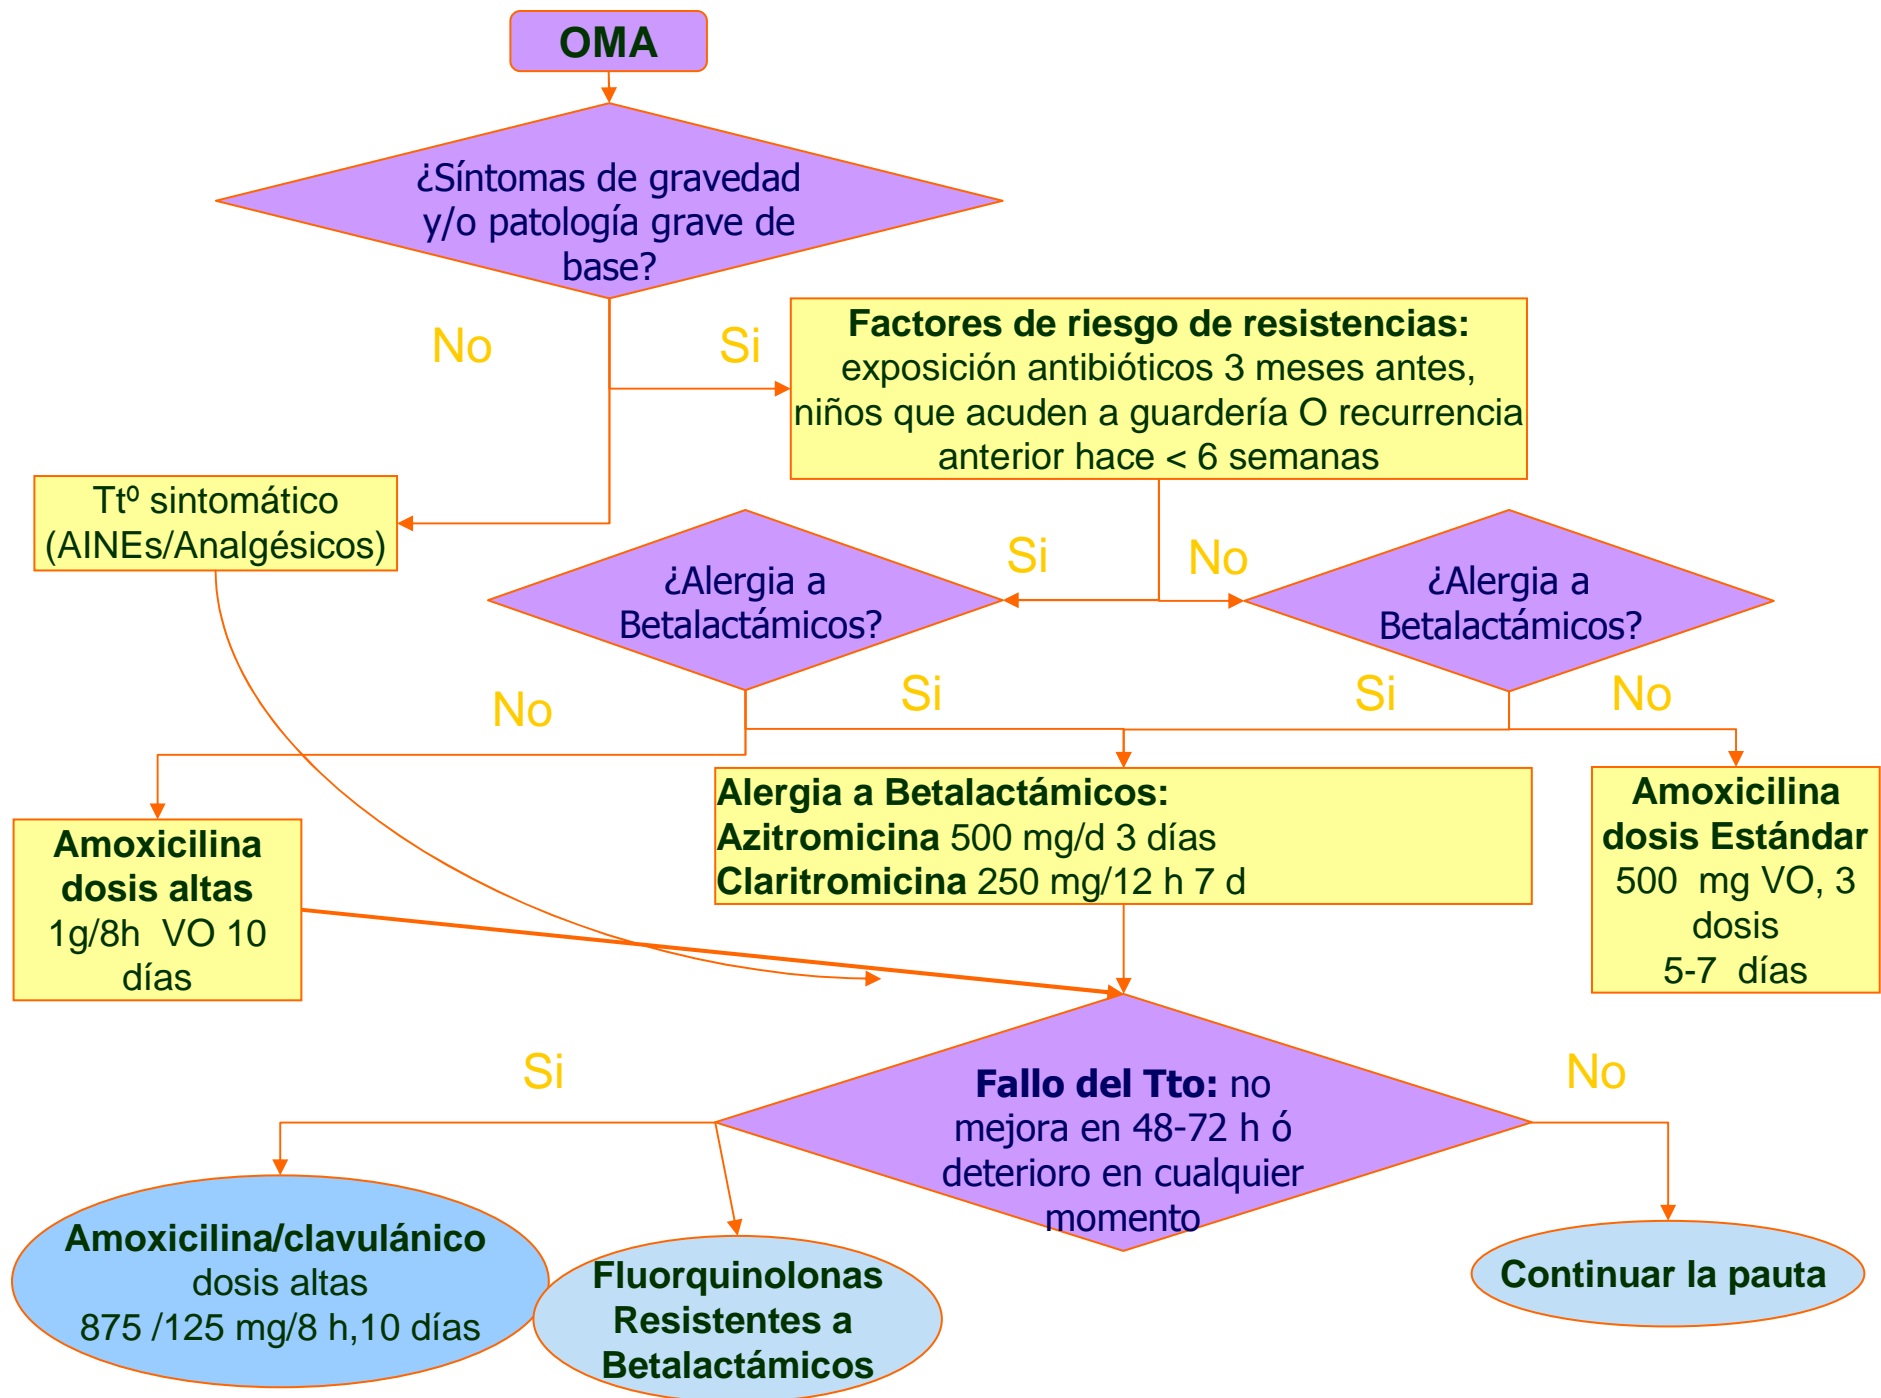 OMA
¿Síntomas de gravedad
y/o patología grave de
base?
No
Si
Factores de riesgo de resistencias:
exposición antibióticos 3 meses antes,
niños que acuden a guardería O recurrencia
anterior hace < 6 semanas
Ttº sintomático
(AINEs/Analgésicos)
¿Alergia a
Betalactámicos?
Si
No
¿Alergia a
Betalactámicos?
No
Si
Si
No
Amoxicilina
dosis altas
1g/8h VO 10
días
Alergia a Betalactámicos:
Azitromicina 500 mg/d 3 días
Claritromicina 250 mg/12 h 7 d
Amoxicilina
dosis Estándar
500 mg VO, 3
dosis
5-7 días
Si
Fallo del Tto: no
mejora en 48-72 h ó
deterioro en cualquier
momento
No
Amoxicilina/clavulánico
dosis altas
875 /125 mg/8 h,10 días
Fluorquinolonas
Resistentes a
Betalactámicos
Continuar la pauta